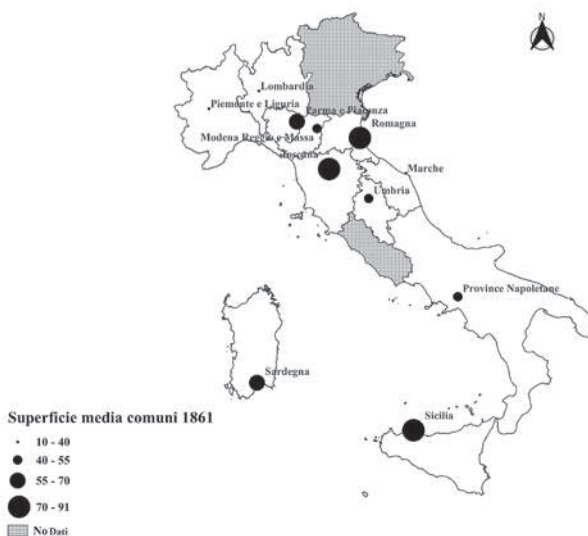 N
Lombardia
Piemonte e Liguria
Parma e Piacenza
Romagna
Modena Reggio e Massa
Toscana
Marche
Umbria
Province Napoletane
Sardegna
Sicilia
Superficie media comuni 1861
10 - 40
40 - 55
55 - 70
70 - 91
No Dati